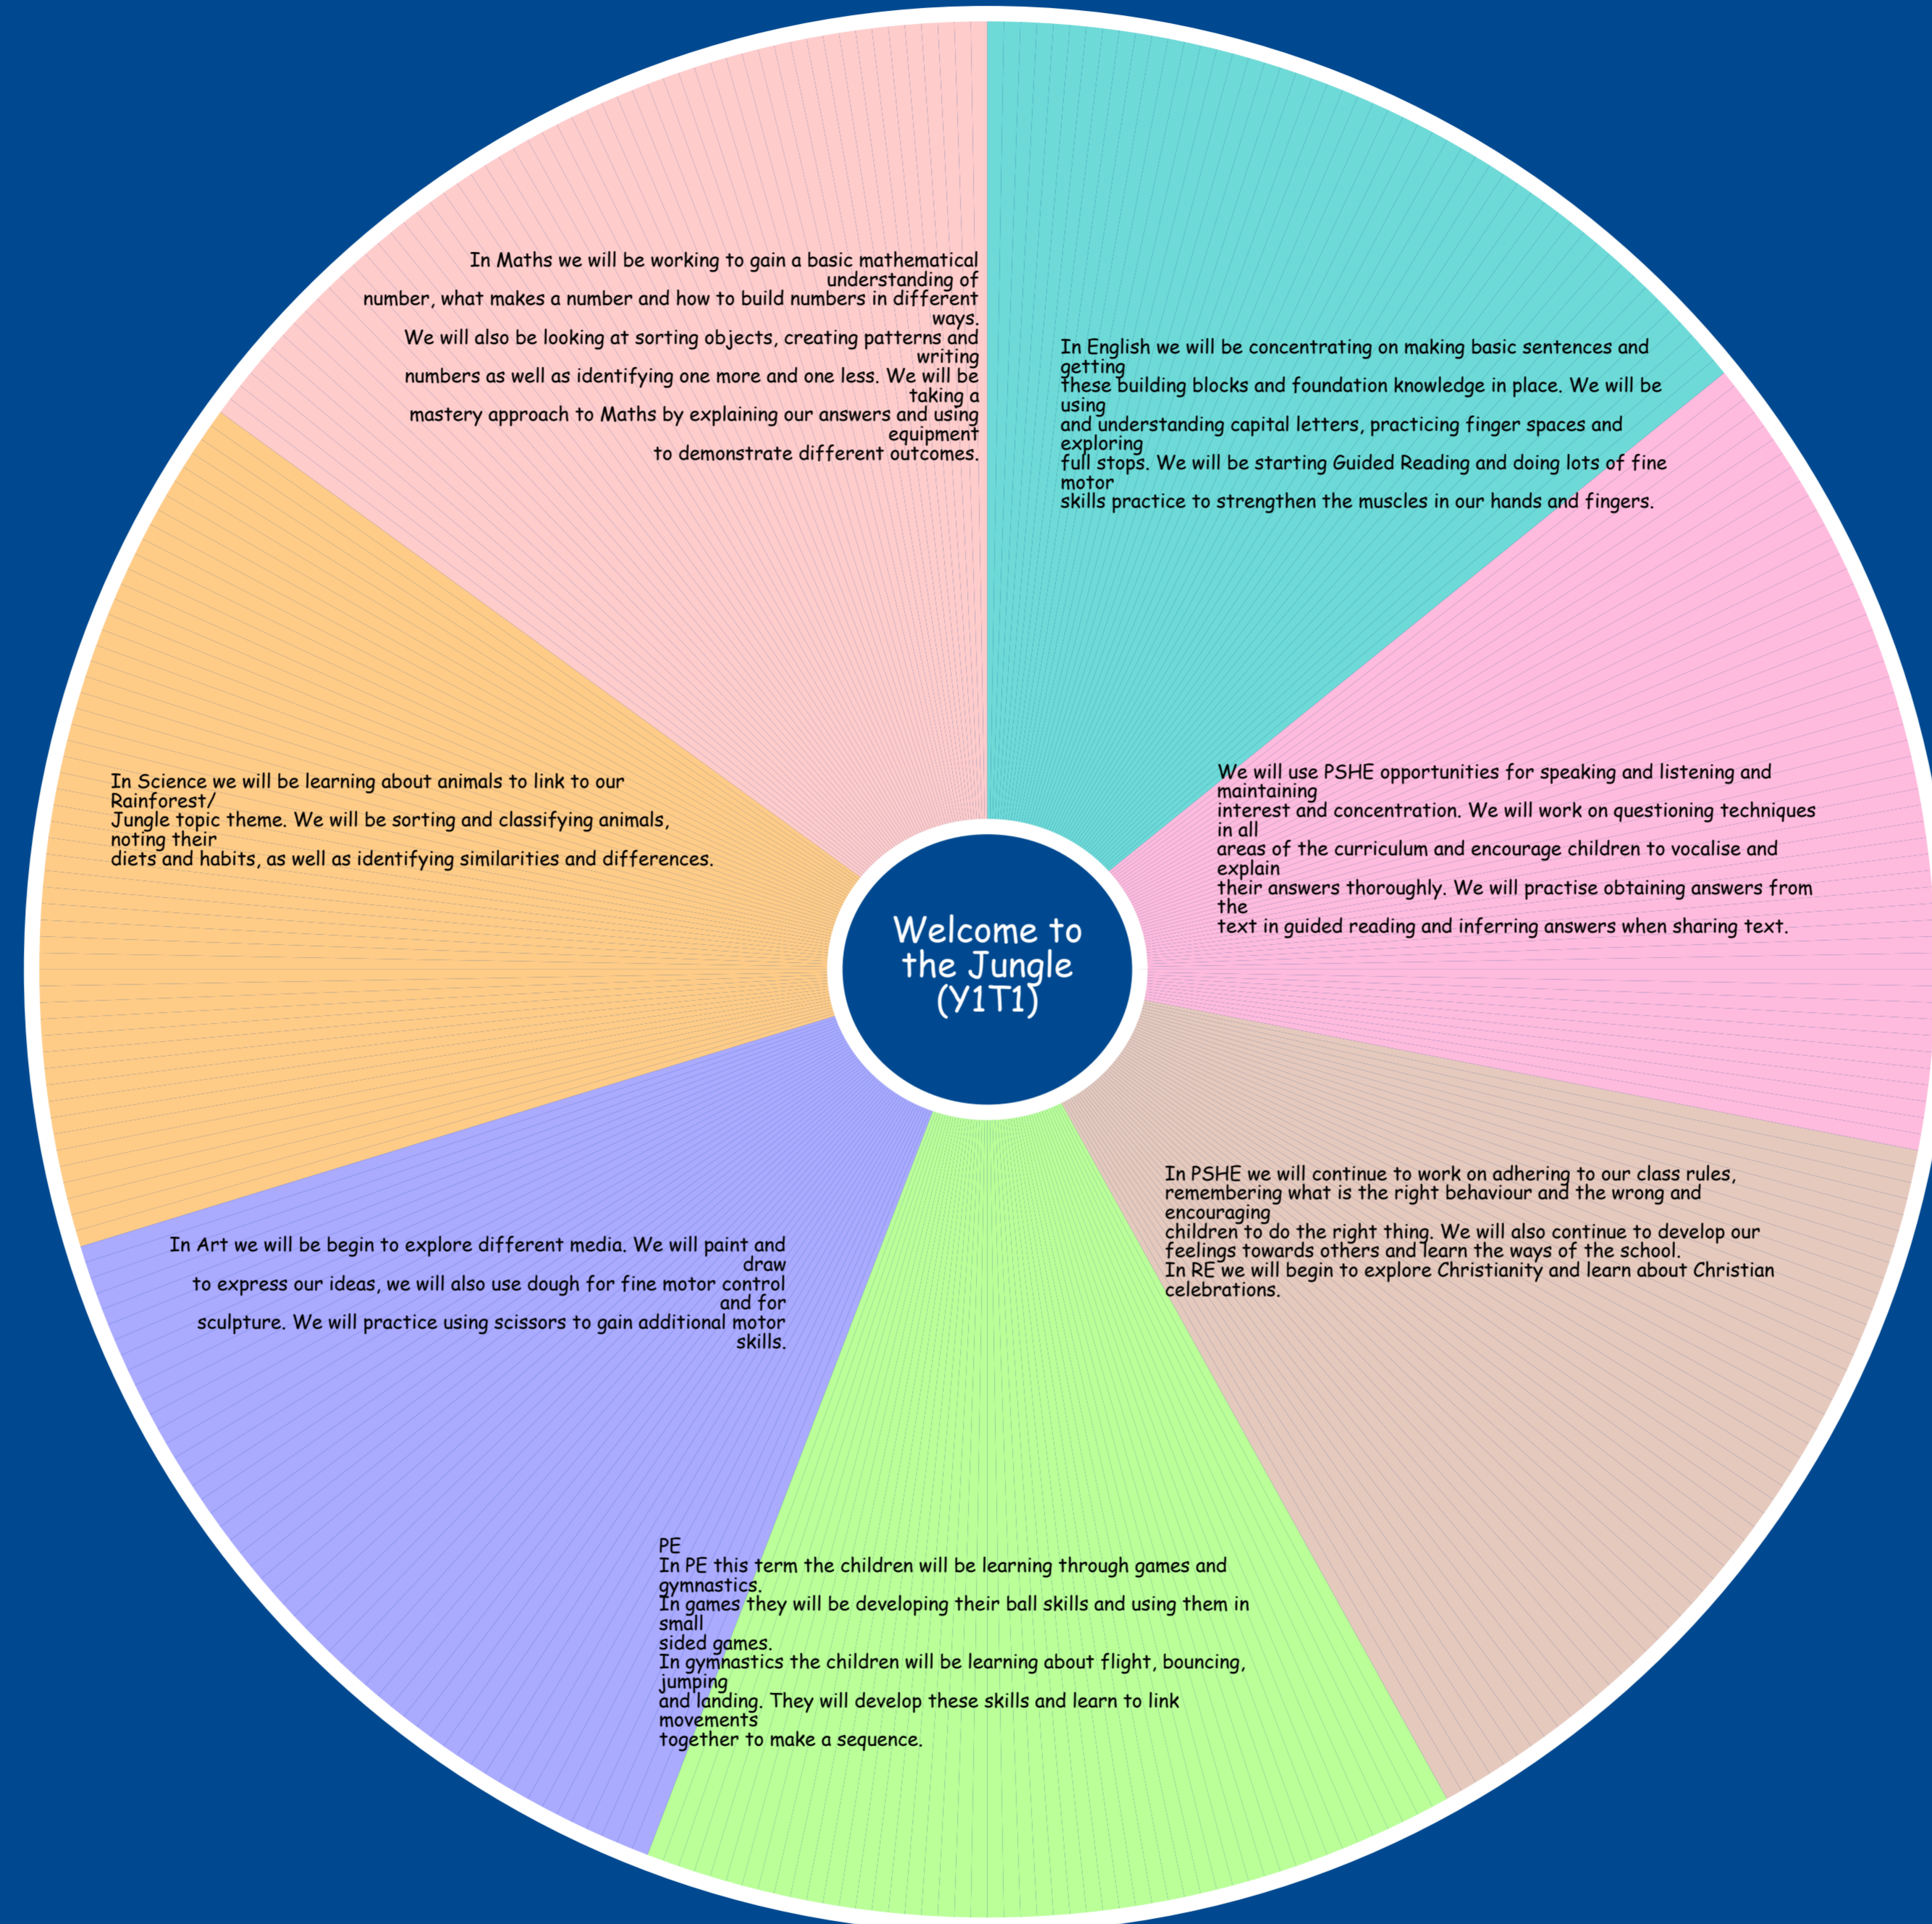 In Maths we will be working to gain a basic mathematical
understanding of
number, what makes a number and how to build numbers in different
ways.
We will also be looking at sorting objects, creating patterns and
writing
numbers as well as identifying one more and one less. We will be
taking a
mastery approach to Maths by explaining our answers and using
equipment
to demonstrate different outcomes.
In English we will be concentrating on making basic sentences and
getting
these building blocks and foundation knowledge in place. We will be
using
and understanding capital letters, practicing finger spaces and
exploring
full stops. We will be starting Guided Reading and doing lots of fine
motor
skills practice to strengthen the muscles in our hands and fingers.
In Science we will be learning about animals to link to our
Rainforest/
Jungle topic theme. We will be sorting and classifying animals,
noting their
diets and habits, as well as identifying similarities and differences.
We will use PSHE opportunities for speaking and listening and
maintaining
interest and concentration. We will work on questioning techniques
in all
areas of the curriculum and encourage children to vocalise and
explain
their answers thoroughly. We will practise obtaining answers from
the
text in guided reading and inferring answers when sharing text.
Welcome to
the Jungle
(Y1T1)
In PSHE we will continue to work on adhering to our class rules,
remembering what is the right behaviour and the wrong and
encouraging
children to do the right thing. We will also continue to develop our
feelings towards others and learn the ways of the school.
In RE we will begin to explore Christianity and learn about Christian
celebrations.
In Art we will be begin to explore different media. We will paint and
draw
to express our ideas, we will also use dough for fine motor control
and for
sculpture. We will practice using scissors to gain additional motor
skills.
PE
In PE this term the children will be learning through games and
gymnastics.
In games they will be developing their ball skills and using them in
small
sided games.
In gymnastics the children will be learning about flight, bouncing,
jumping
and landing. They will develop these skills and learn to link
movements
together to make a sequence.